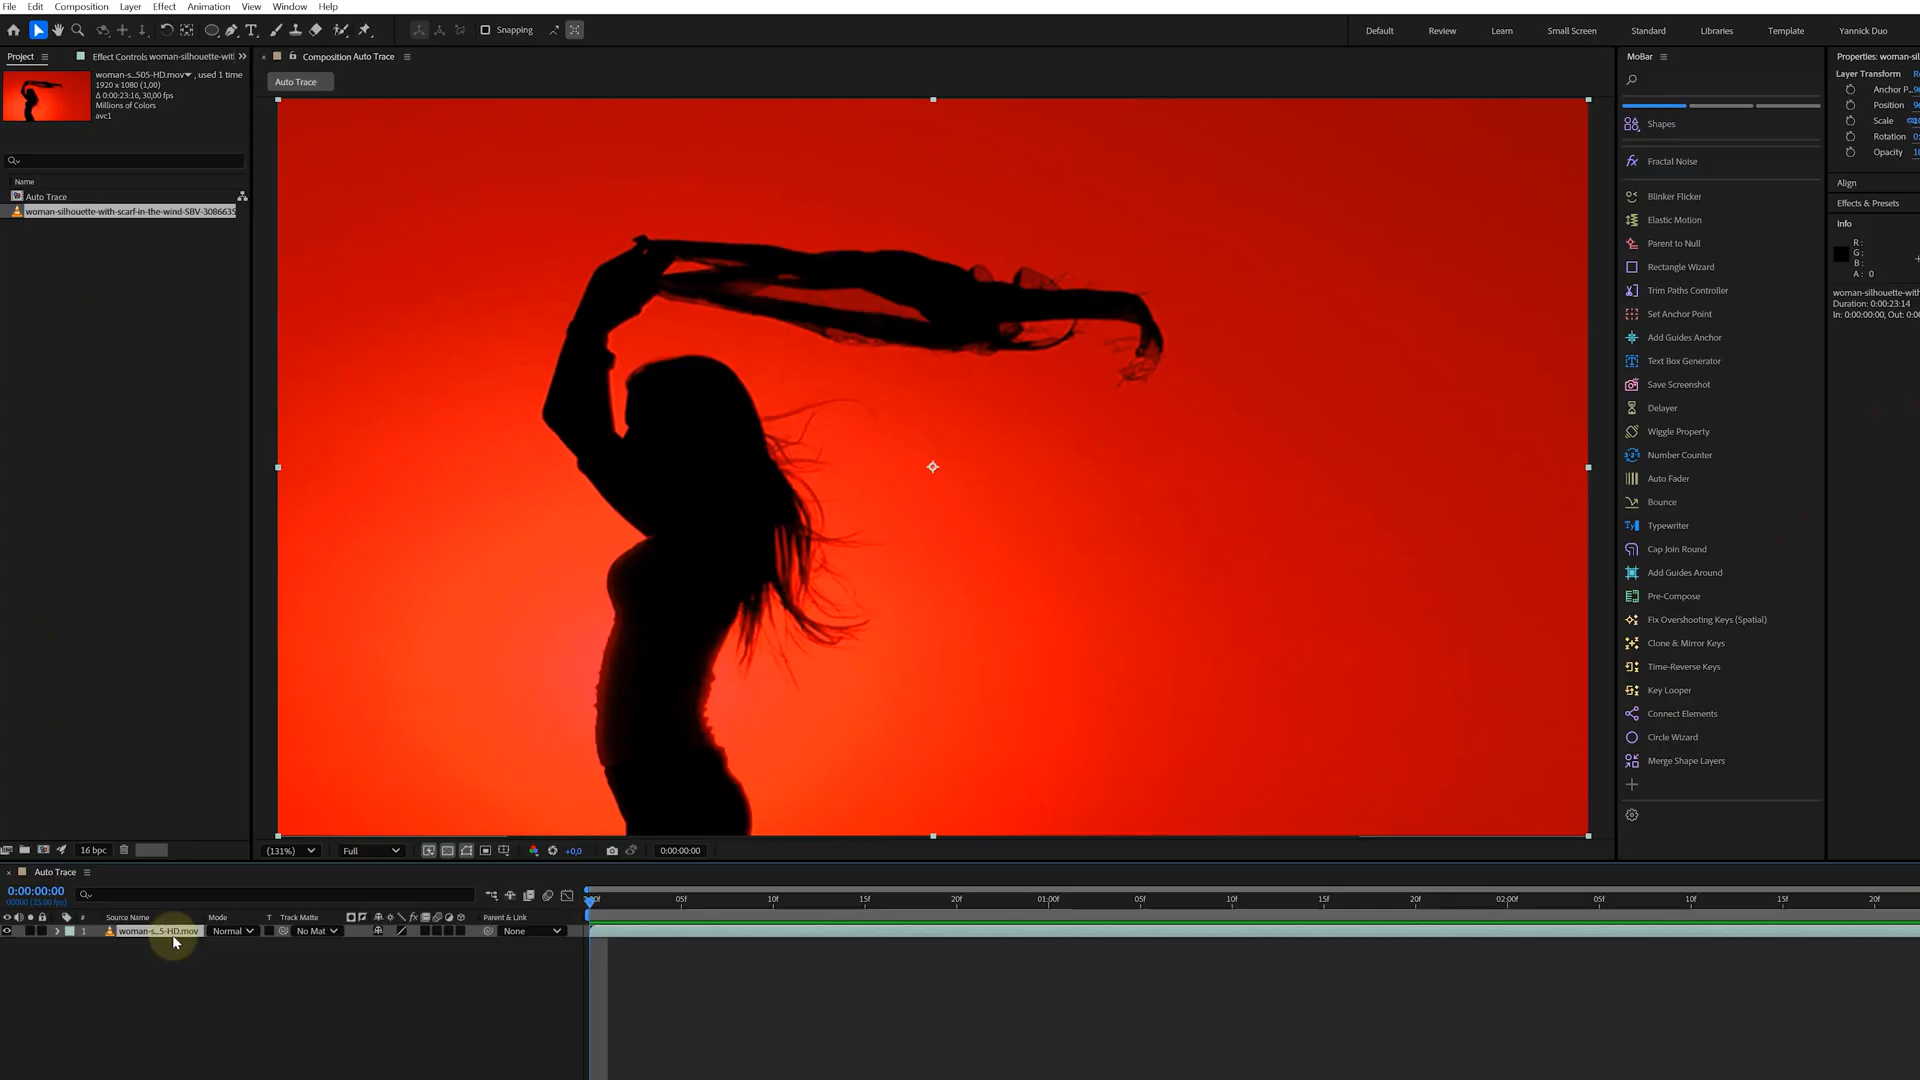 File Edit Composition Layer Effect Animation View Window Help
Snapping
Default Review Learn Small Screen Standard Libraries Template Yannick Duo
Project
Effect Controls woman-silhouette-wit
woman-s...505-HD.mov, used 1 time
1920 x 1080 (1,00)
Δ 0:00:23:16, 30,00 fps
Millions of Colors
avc1
Name
Auto Trace
woman-silhouette-with-scarf-in-the-wind-SBV-3086635
16 bpc
Composition Auto Trace
Auto Trace
(131%) Full +0,0 0:00:00:00
MoBar
Shapes
Fractal Noise
Blinker Flicker
Elastic Motion
Parent to Null
Rectangle Wizard
Trim Paths Controller
Set Anchor Point
Add Guides Anchor
Text Box Generator
Save Screenshot
Delayer
Wiggle Property
Number Counter
Auto Fader
Bounce
Typewriter
Cap Join Round
Add Guides Around
Pre-Compose
Fix Overshooting Keys (Spatial)
Clone & Mirror Keys
Time-Reverse Keys
Key Looper
Connect Elements
Circle Wizard
Merge Shape Layers
Properties: woman-sil
Layer Transform
Anchor P...
Position
Scale
Rotation
Opacity
Align
Effects & Presets
Info
R :
G :
B :
A : 0
woman-silhouette-with
Duration: 0:00:23:14
In: 0:00:00:00, Out: 0:00
Auto Trace
0:00:00:00
00000 (25.00 fps)
05f 10f 15f 20f 01:00f 05f 10f 15f 20f 02:00f 05f 10f 15f 20f
# Source Name Mode T Track Matte fx Parent & Link
1 woman-s...5-HD.mov Normal No Mat None